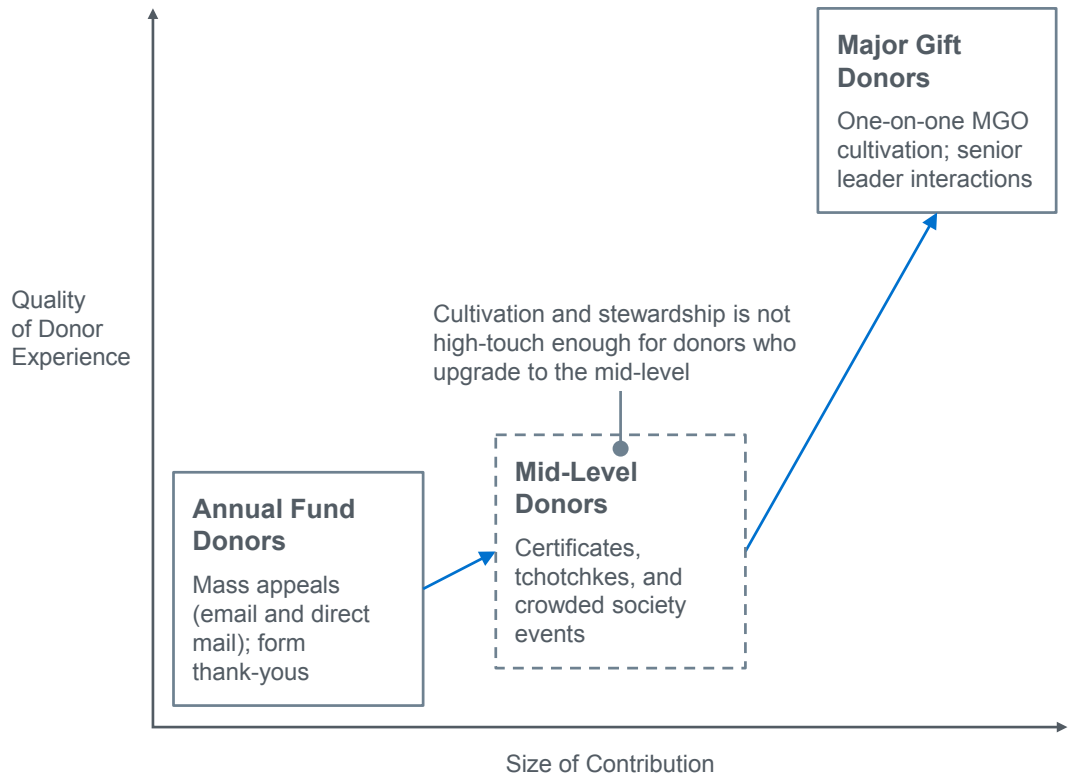 Major Gift
Donors
One-on-one MGO
cultivation; senior
leader interactions
Quality
of Donor
Experience
Cultivation and stewardship is not
high-touch enough for donors who
upgrade to the mid-level
Mid-Level
Donors
Certificates,
tchotchkes, and
crowded society
events
Annual Fund
Donors
Mass appeals
(email and direct
mail); form
thank-yous
Size of Contribution